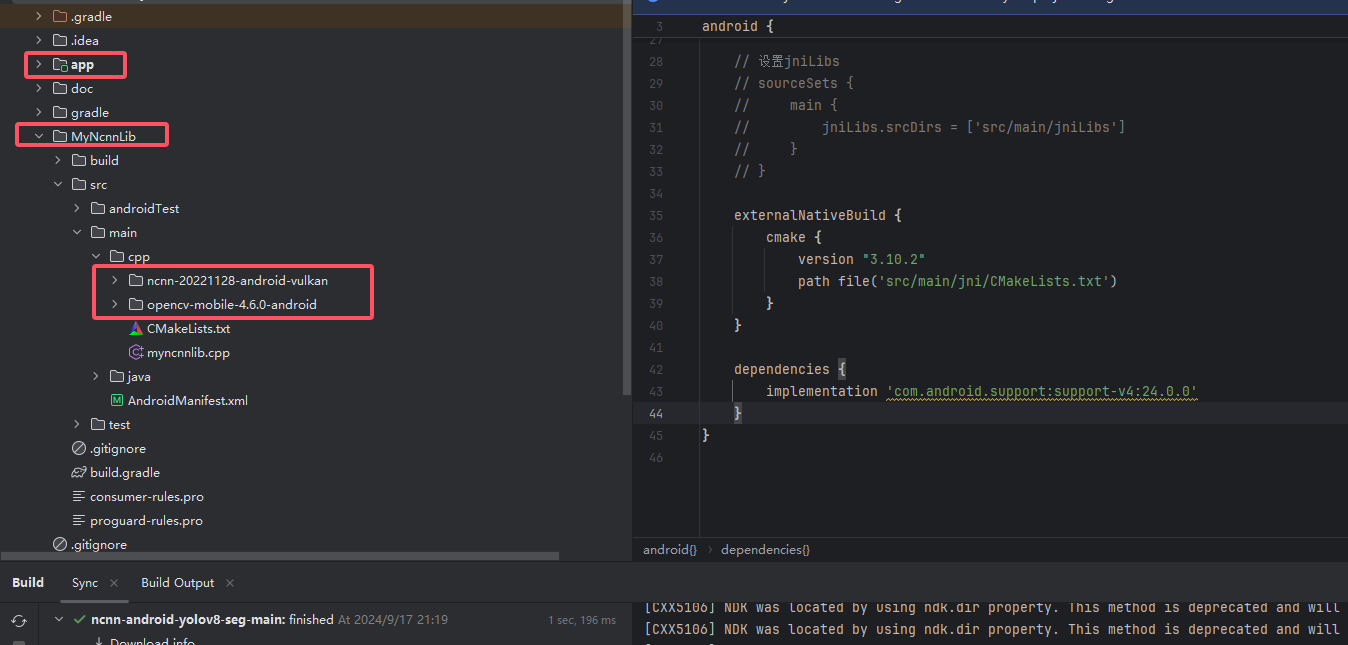 .gradle
.idea
app
doc
gradle
MyNcnnLib
build
src
androidTest
main
cpp
ncnn-20221128-android-vulkan
opencv-mobile-4.6.0-android
CMakeLists.txt
myncnnlib.cpp
java
AndroidManifest.xml
test
.gitignore
build.gradle
consumer-rules.pro
proguard-rules.pro
.gitignore
3 android {
27
28 // 设置jniLibs
29 // sourceSets {
30 // main {
31 // jniLibs.srcDirs = ['src/main/jniLibs']
32 // }
33 // }
34
35 externalNativeBuild {
36 cmake {
37 version "3.10.2"
38 path file('src/main/jni/CMakeLists.txt')
39 }
40 }
41
42 dependencies {
43 implementation 'com.android.support:support-v4:24.0.0'
44 }
45 }
46
android{} › dependencies{}
Build Sync × Build Output ×
ncnn-android-yolov8-seg-main: finished At 2024/9/17 21:19 1 sec, 196 ms
Download info
[CXX5106] NDK was located by using ndk.dir property. This method is deprecated and will
[CXX5106] NDK was located by using ndk.dir property. This method is deprecated and will